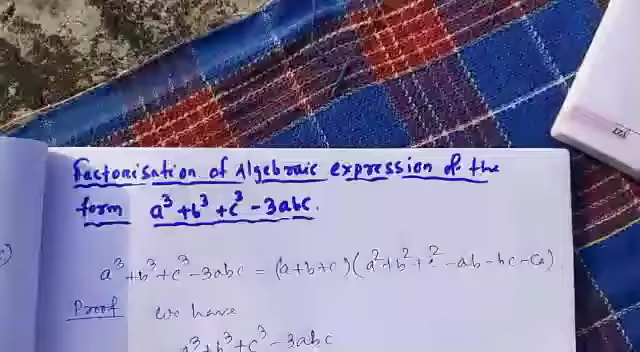 Factorisation of Algebraic expression of the
form a³+b³+c³-3abc.
a³+b³+c³-3abc = (a+b+c)(a²+b²+c²-ab-bc-ca)
Proof We have
a³+b³+c³-3abc